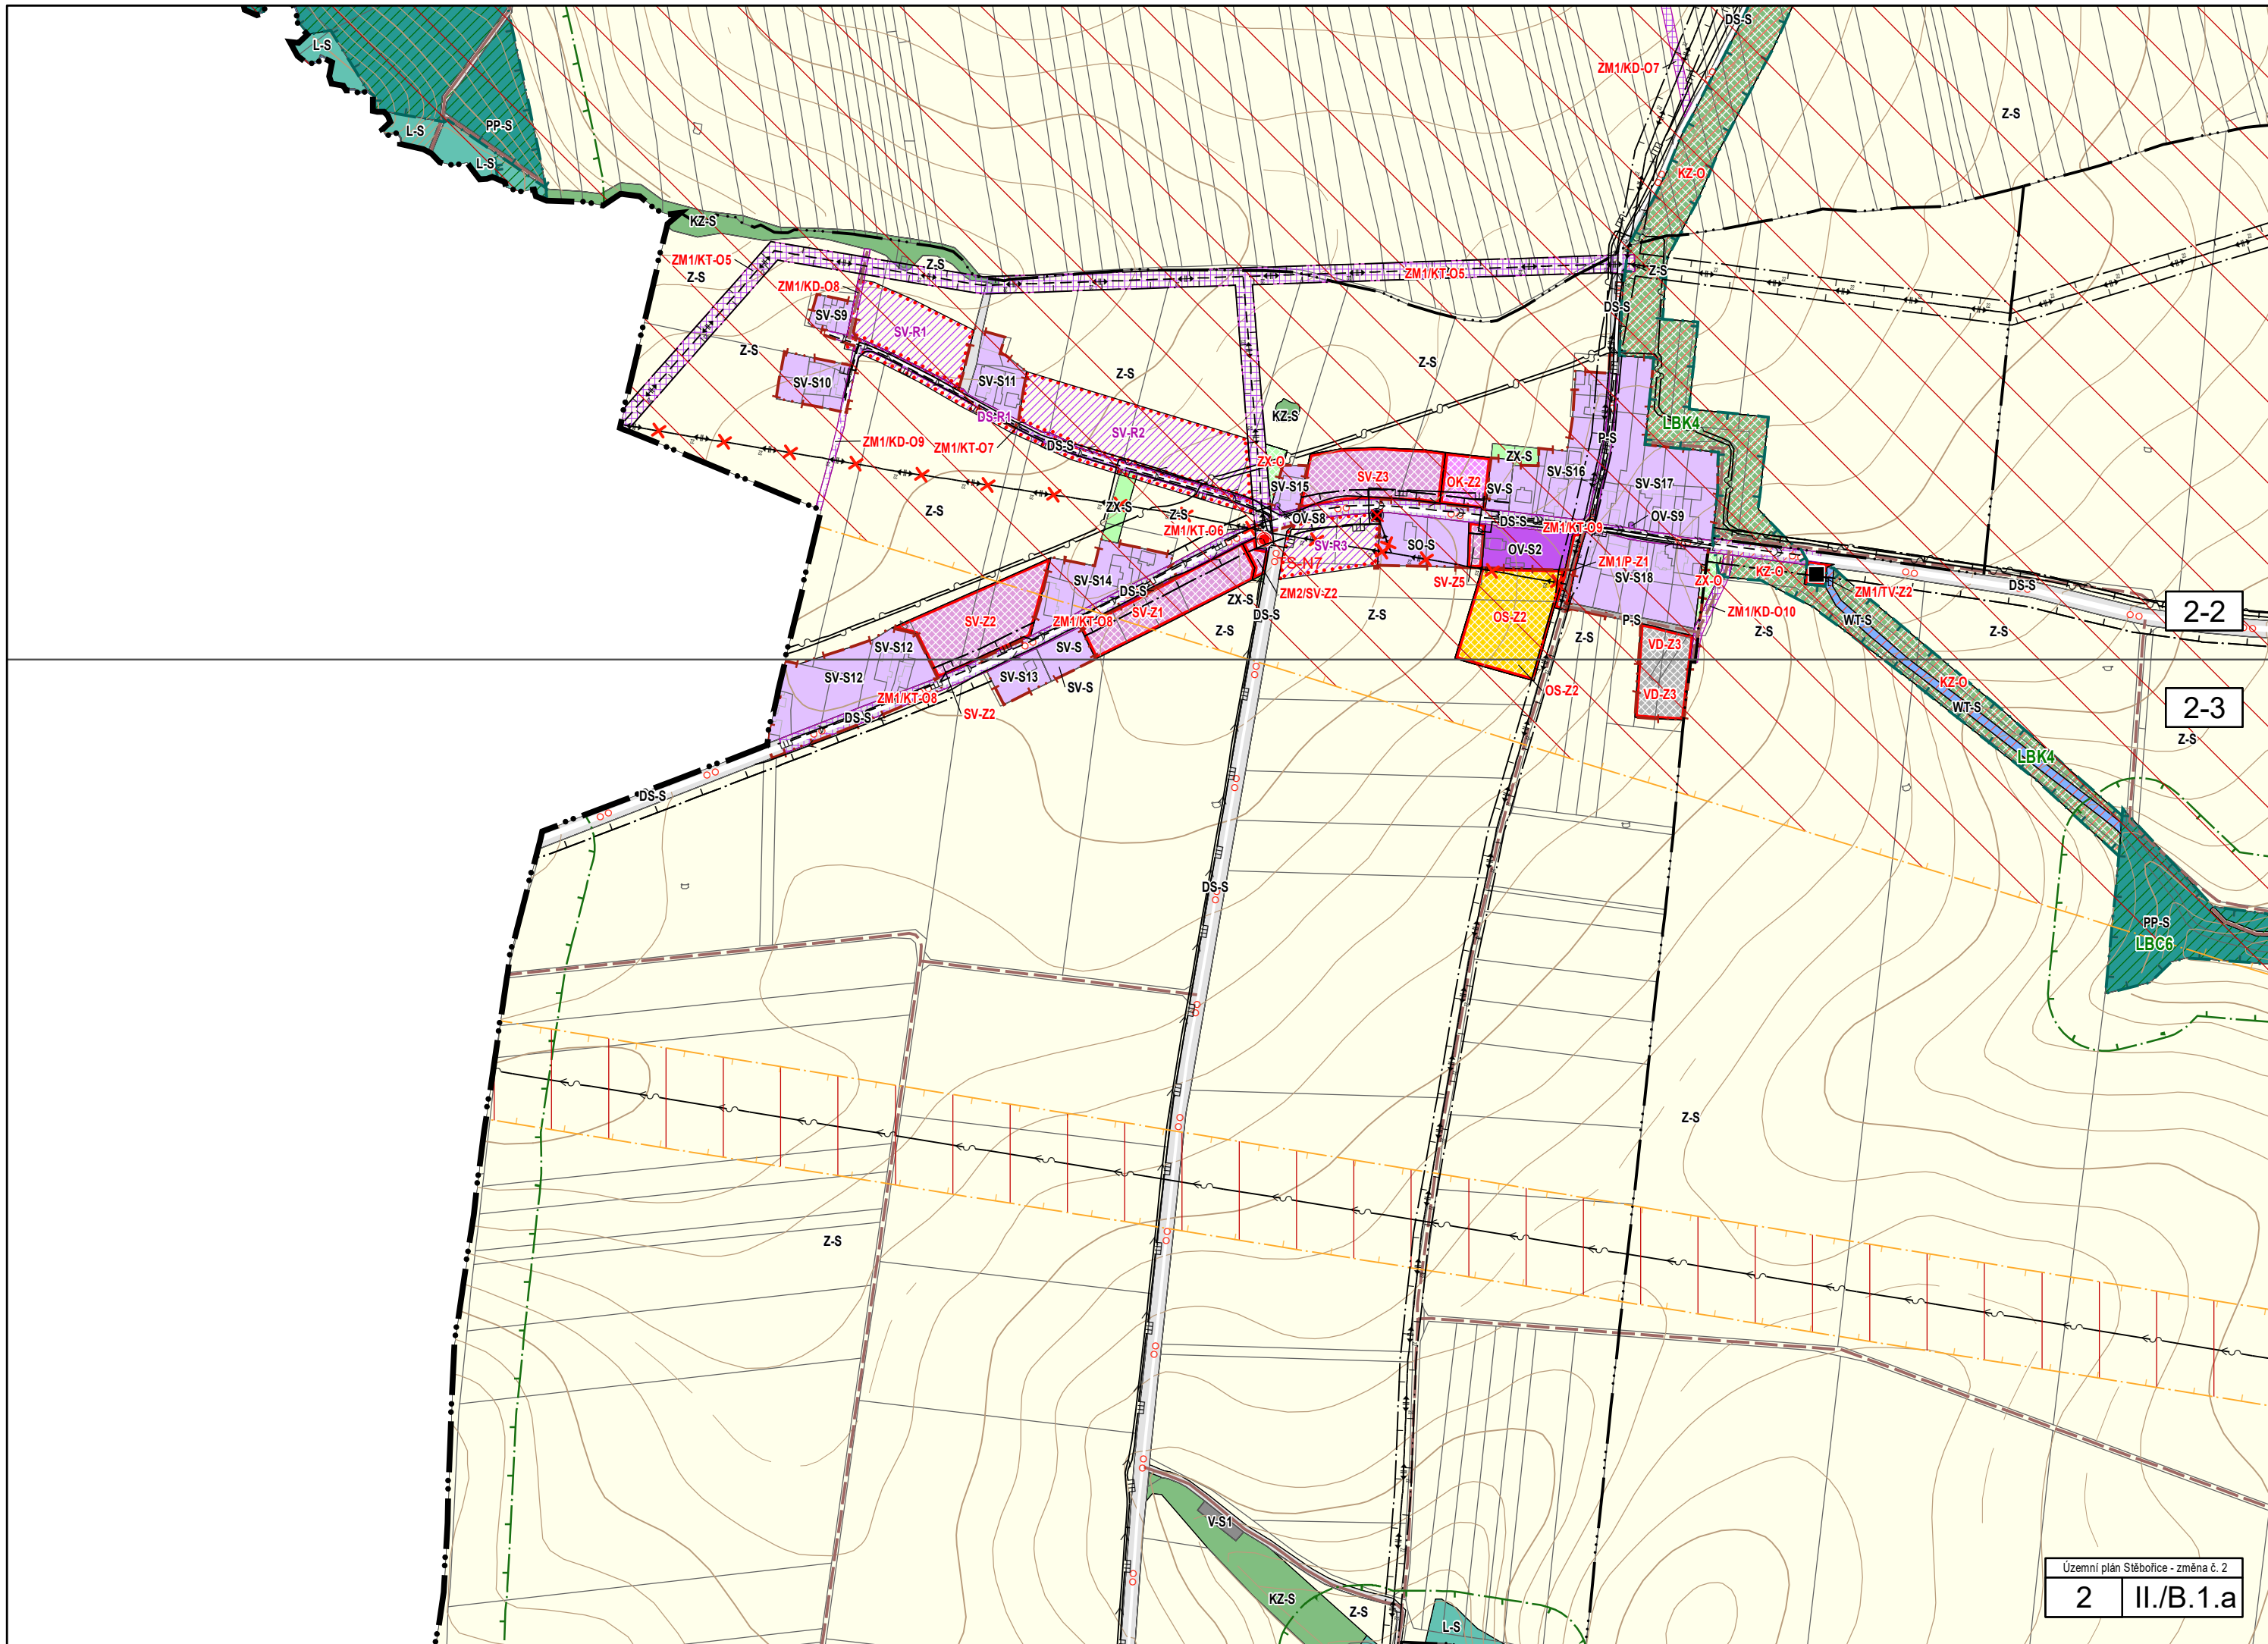 DS-S
L-S
ZM1/KD-O7
Z-S
PP-S
L-S
L-S
KZ-O
KZ-S
ZM1/KT-O5
Z-S
Z-S
ZM1/KT-O5
Z-S
ZM1/KD-O8
SV-S9
SV-R1
DS-S
Z-S
Z-S
Z-S
SV-S10
SV-S11
DS-R1
KZ-S
LBK4
SV-R2
ZM1/KD-O9
ZM1/KT-O7
DS-S
P-S
ZX-O
ZX-S
SV-S16
SV-Z3
OK-Z2
SV-S15
SV-S
SV-S17
ZX-S
Z-S
Z-S
OV-S8
DS-S
OV-S9
ZM1/KT-O6
ZM1/KT-O9
SV-R3
SO-S
OV-S2
ZM1/P-Z1
SV-S14
SV-Z5
SV-S18
ZX-O
KZ-O
DS-S
DS-S
ZM2/SV-Z2
ZM1/TV-Z2
ZX-S
SV-Z1
DS-S
Z-S
OS-Z2
ZM1/KD-O10
2-2
SV-Z2
ZM1/KT-O8
P-S
WT-S
Z-S
Z-S
Z-S
Z-S
SV-S12
SV-S
VD-Z3
SV-S12
SV-S13
SV-S
OS-Z2
KZ-O
ZM1/KT-O8
VD-Z3
WT-S
2-3
DS-S
SV-Z2
Z-S
LBK4
DS-S
DS-S
PP-S
LBC6
Z-S
Z-S
V-S1
KZ-S
Z-S
L-S
Územní plán Stěbořice - změna č. 2
2 II./B.1.a